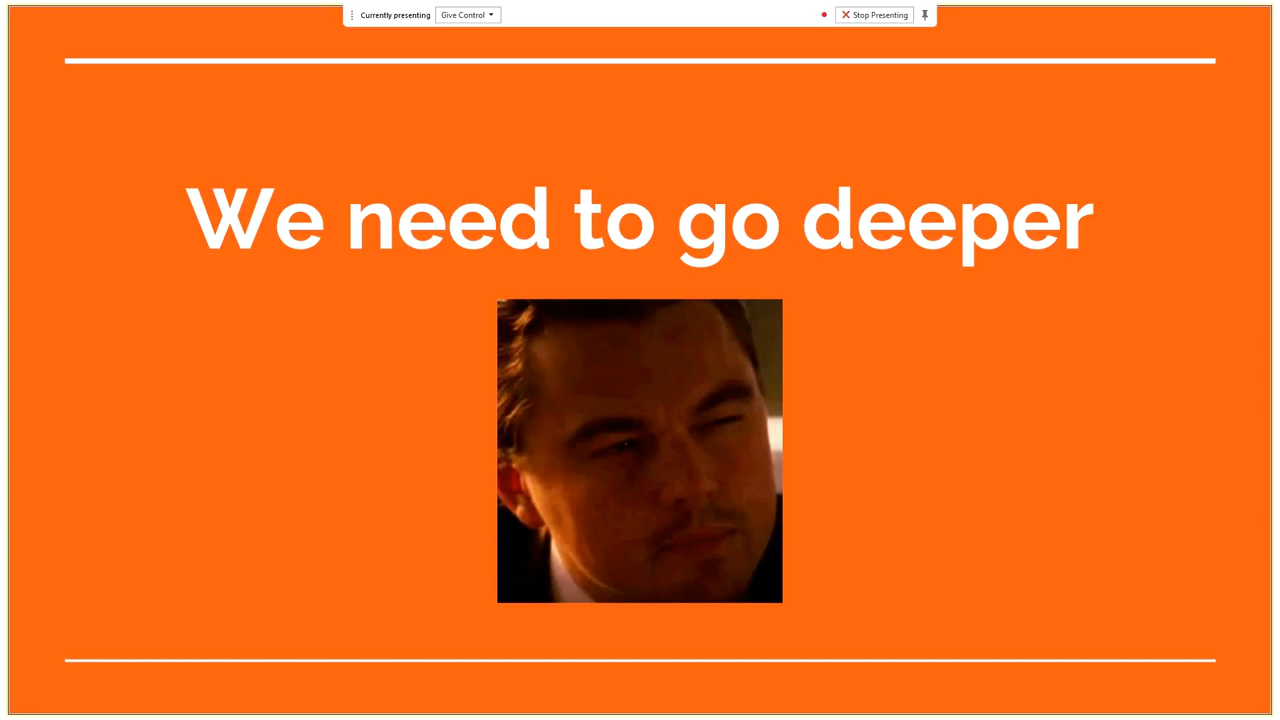 Currently presenting Give Control Stop Presenting
We need to go deeper